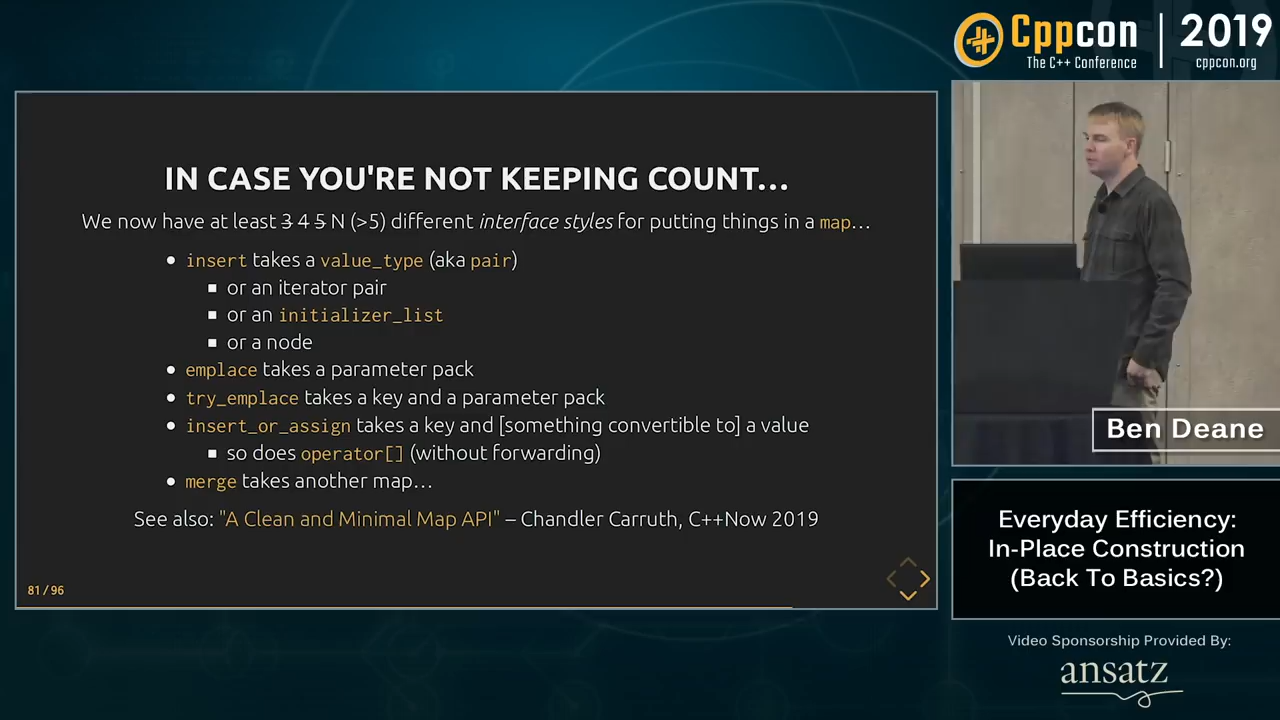 Cppcon | 2019
The C++ Conference
cppcon.org
IN CASE YOU'RE NOT KEEPING COUNT...
We now have at least 3 4 5 N (>5) different interface styles for putting things in a map...
• insert takes a value_type (aka pair)
▪ or an iterator pair
▪ or an initializer_list
▪ or a node
• emplace takes a parameter pack
• try_emplace takes a key and a parameter pack
• insert_or_assign takes a key and [something convertible to] a value
▪ so does operator[] (without forwarding)
• merge takes another map...
See also: "A Clean and Minimal Map API" – Chandler Carruth, C++Now 2019
81 / 96
Ben Deane
Everyday Efficiency:
In-Place Construction
(Back To Basics?)
Video Sponsorship Provided By:
ansatz